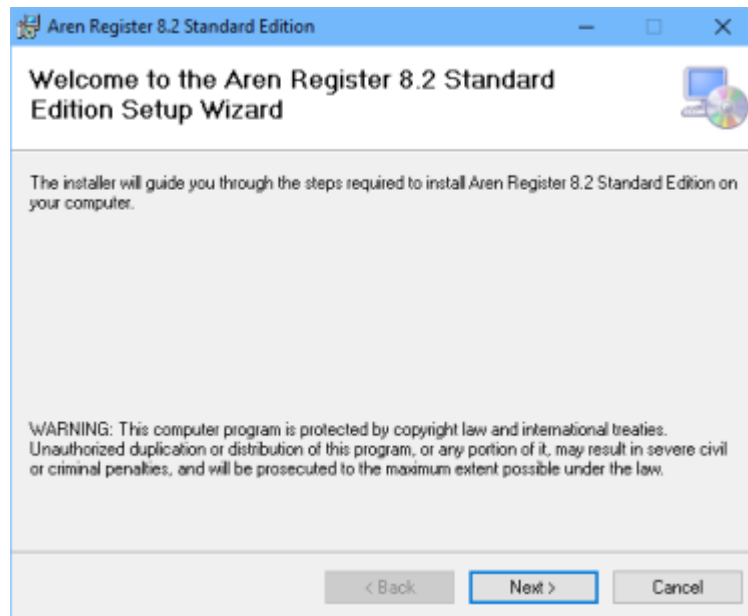 Aren Register 8.2 Standard Edition
Welcome to the Aren Register 8.2 Standard
Edition Setup Wizard
The installer will guide you through the steps required to install Aren Register 8.2 Standard Edition on
your computer.
WARNING: This computer program is protected by copyright law and international treaties.
Unauthorized duplication or distribution of this program, or any portion of it, may result in severe civil
or criminal penalties, and will be prosecuted to the maximum extent possible under the law.
< Back
Next >
Cancel